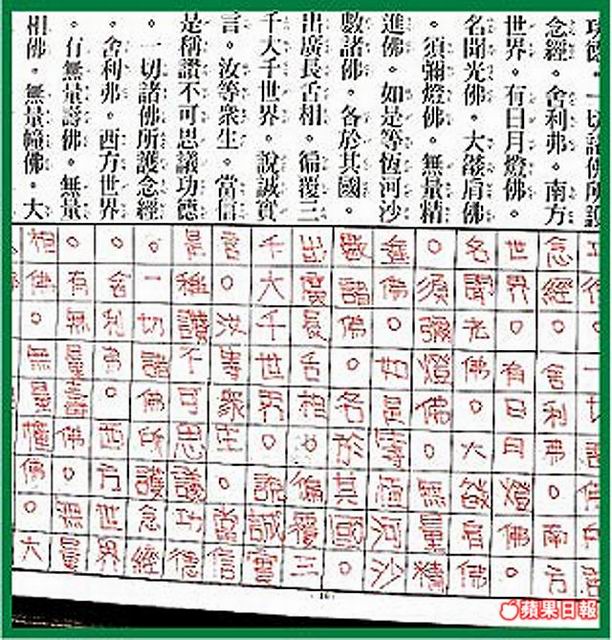 功德。一切諸佛所護
念經。舍利弗。南方
世界。有日月燈佛。
名聞光佛。大燄肩佛
。須彌燈佛。無量精
進佛。如是等恆河沙
數諸佛。各於其國。
出廣長舌相。徧覆三
千大千世界。說誠實
言。汝等眾生。當信
是稱讚不可思議功德
。一切諸佛所護念經
。舍利弗。西方世界
。有無量壽佛。無量
相佛。無量幢佛。大
念經。舍利弗。南方
世界。有日月燈佛。
名聞光佛。大燄肩佛
。須彌燈佛。無量精
進佛。如是等恆河沙
數諸佛。各於其國。
出廣長舌相。徧覆三
千大千世界。說誠實
言。汝等眾生。當信
是稱讚不可思議功德
。一切諸佛所護念經
。舍利弗。西方世界
。有無量壽佛。無量
相佛。無量幢佛。大
蘋果日報